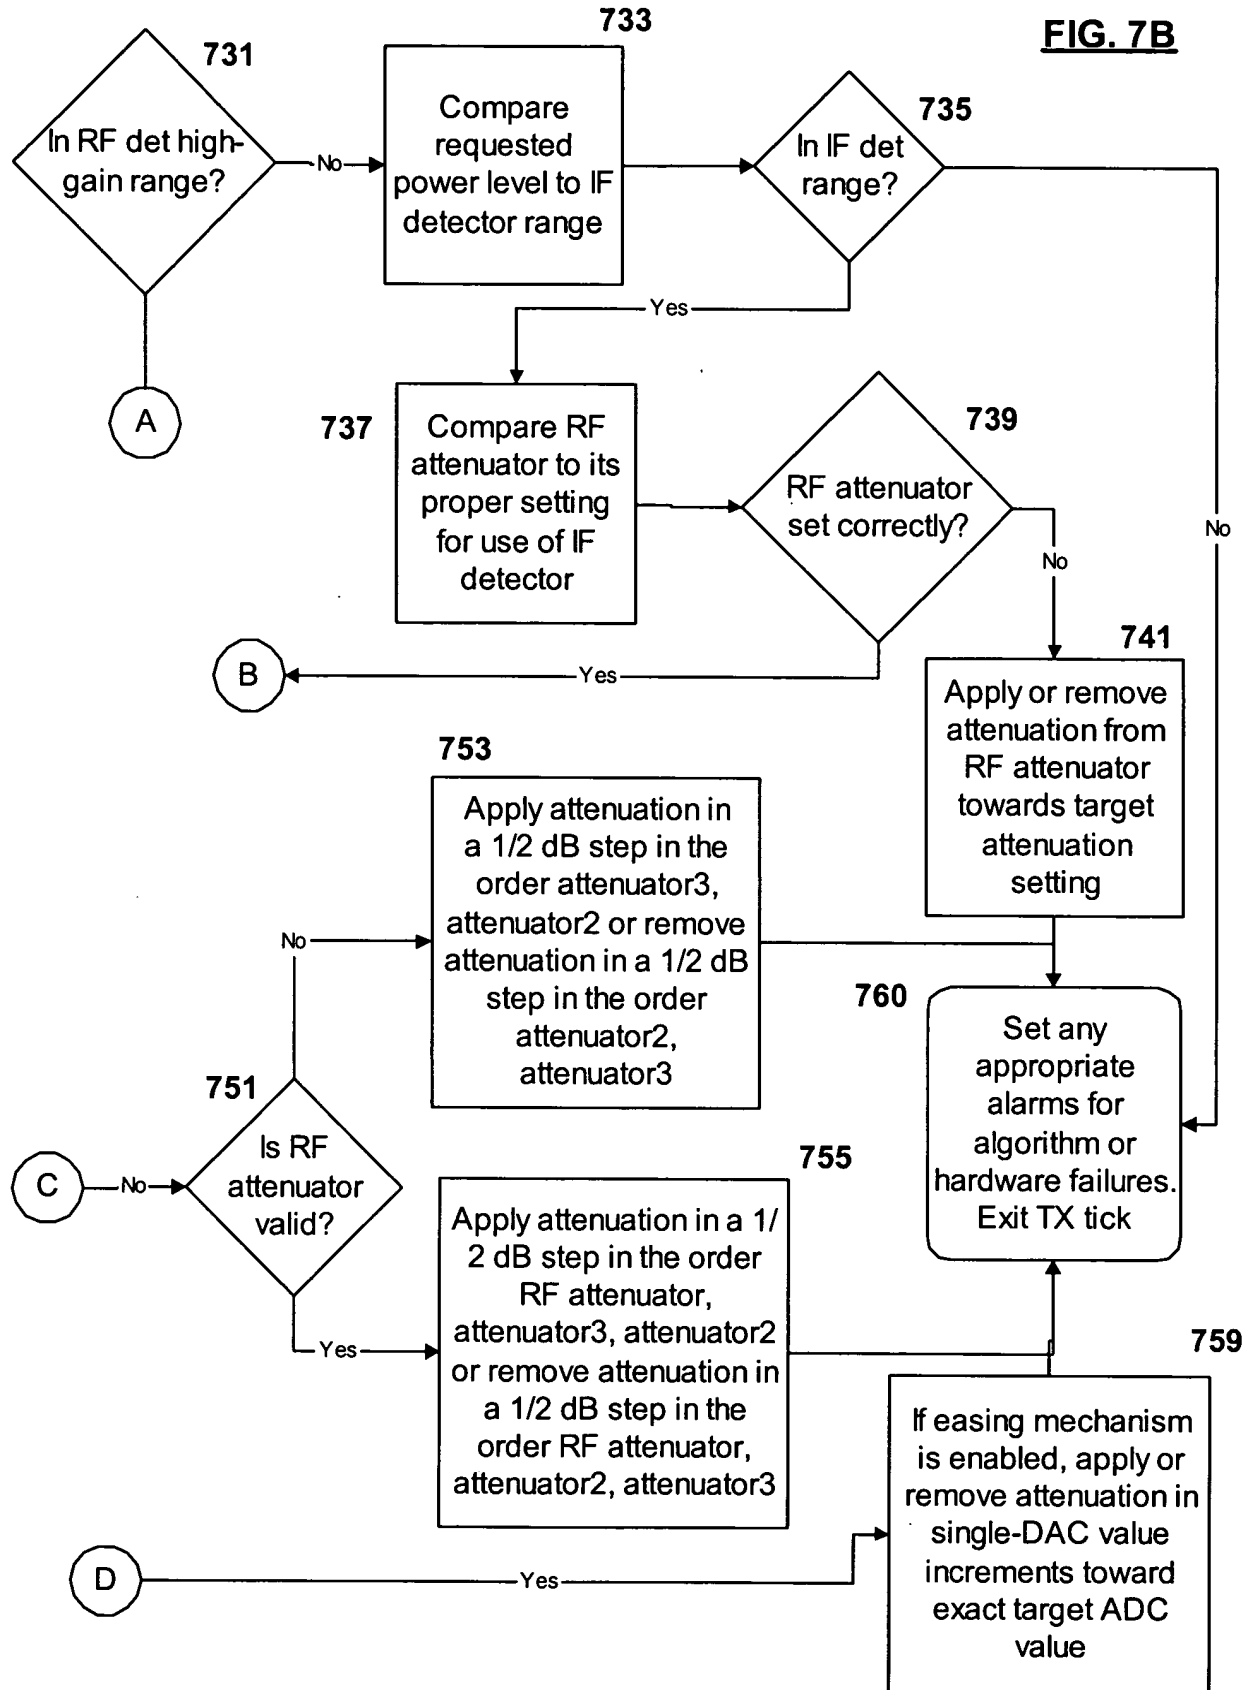 FIG. 7B
731
In RF det high-
gain range?
No
733
Compare
requested
power level to IF
detector range
735
In IF det
range?
Yes
No
A
737
Compare RF
attenuator to its
proper setting
for use of IF
detector
739
RF attenuator
set correctly?
No
Yes
B
741
Apply or remove
attenuation from
RF attenuator
towards target
attenuation
setting
753
Apply attenuation in
a 1/2 dB step in the
order attenuator3,
attenuator2 or remove
attenuation in a 1/2 dB
step in the order
attenuator2,
attenuator3
No
751
Is RF
attenuator
valid?
C
No
Yes
755
Apply attenuation in a 1/
2 dB step in the order
RF attenuator,
attenuator3, attenuator2
or remove attenuation in
a 1/2 dB step in the
order RF attenuator,
attenuator2, attenuator3
760
Set any
appropriate
alarms for
algorithm or
hardware failures.
Exit TX tick
759
If easing mechanism
is enabled, apply or
remove attenuation in
single-DAC value
increments toward
exact target ADC
value
D
Yes